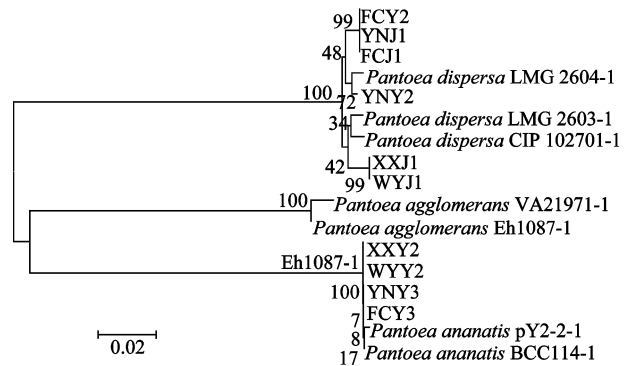 99
FCY2
YNJ1
FCJ1
48
Pantoea dispersa LMG 2604-1
100
72
YNY2
Pantoea dispersa LMG 2603-1
34
Pantoea dispersa CIP 102701-1
XXJ1
42
99
WYJ1
100
Pantoea agglomerans VA21971-1
Pantoea agglomerans Eh1087-1
XXY2
Eh1087-1
WYY2
100
YNY3
FCY3
7
Pantoea ananatis pY2-2-1
8
Pantoea ananatis BCC114-1
17
0.02